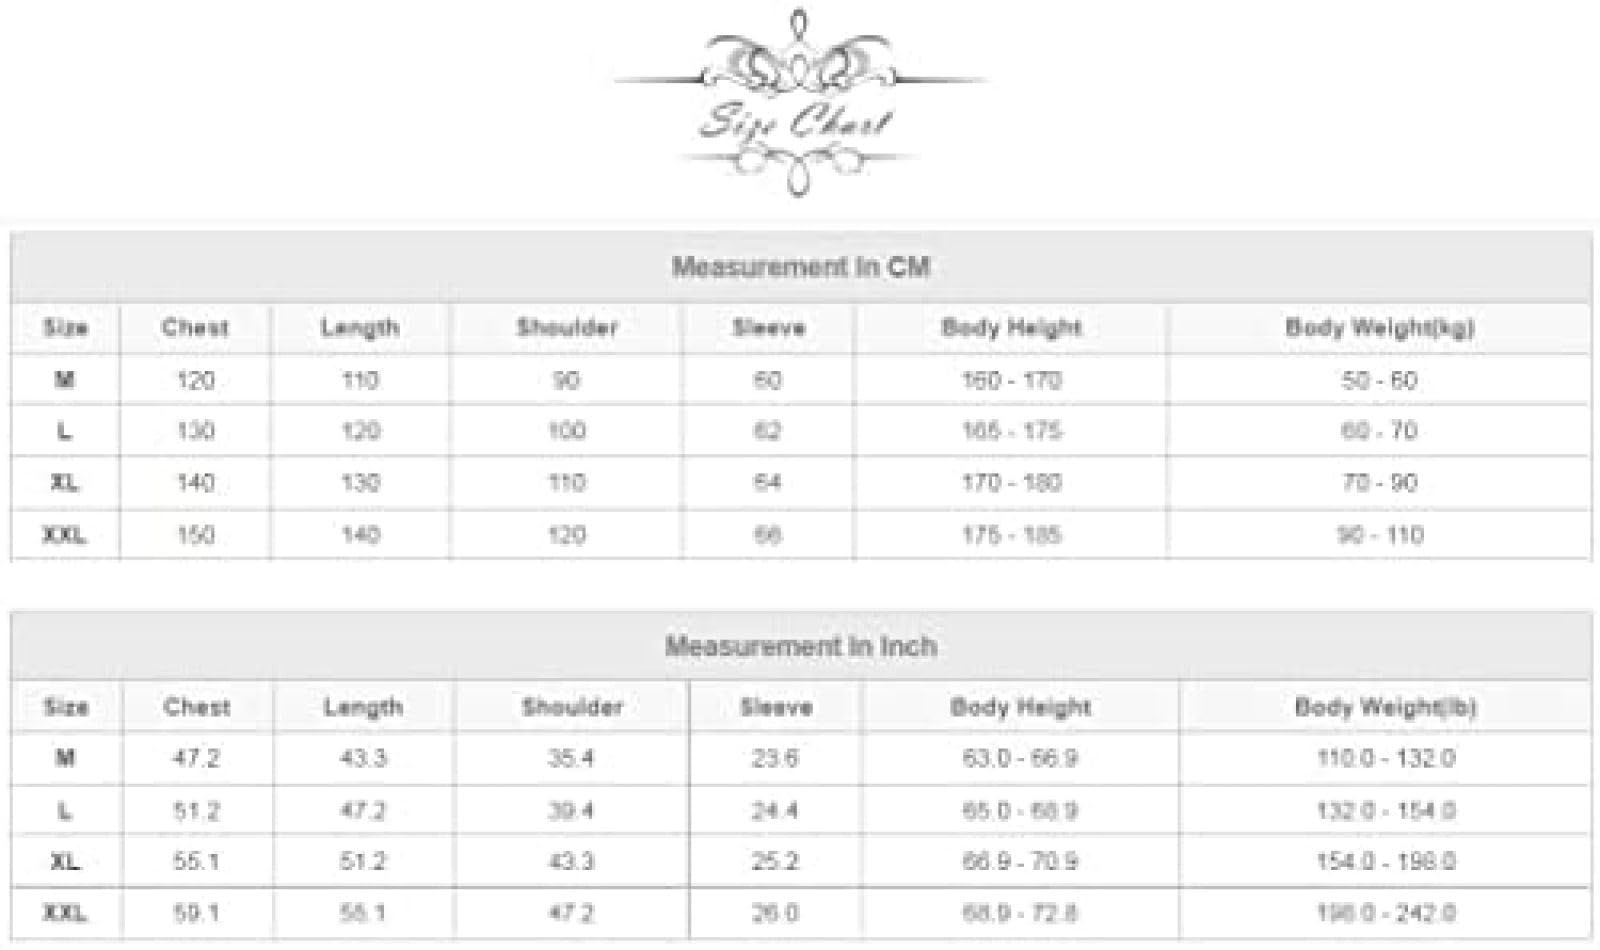 Size Chart
Measurement In CM
Size Chest Length Shoulder Sleeve Body Height Body Weight(kg)
M 120 110 90 60 160 - 170 50 - 60
L 130 120 100 62 165 - 175 60 - 70
XL 140 130 110 64 170 - 180 70 - 90
XXL 150 140 120 66 175 - 185 90 - 110
Measurement In Inch
Size Chest Length Shoulder Sleeve Body Height Body Weight(lb)
M 47.2 43.3 35.4 23.6 63.0 - 66.9 110.0 - 132.0
L 51.2 47.2 39.4 24.4 65.0 - 68.9 132.0 - 154.0
XL 55.1 51.2 43.3 25.2 66.9 - 70.9 154.0 - 198.0
XXL 59.1 55.1 47.2 26.0 68.9 - 72.8 198.0 - 242.0